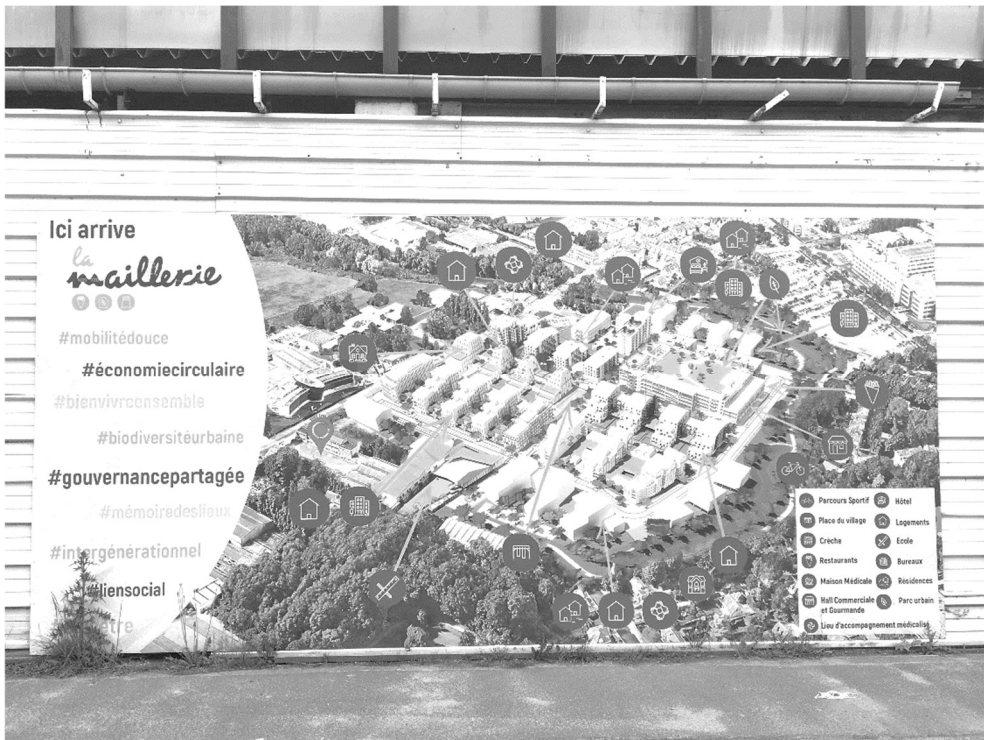 Ici arrive
la
maillerie
#mobilitédouce
#économiecirculaire
#bienvivreensemble
#biodiversitéurbaine
#gouvernancepartagée
#mémoiredeslieux
#intergénérationnel
#liensocial
Parcours Sportif
Hôtel
Place du village
Logements
Crèche
Ecole
Restaurants
Bureaux
Maison Médicale
Résidences
Hall Commerciale
et Gourmande
Parc urbain
Lieu d'accompagnement médicalisé